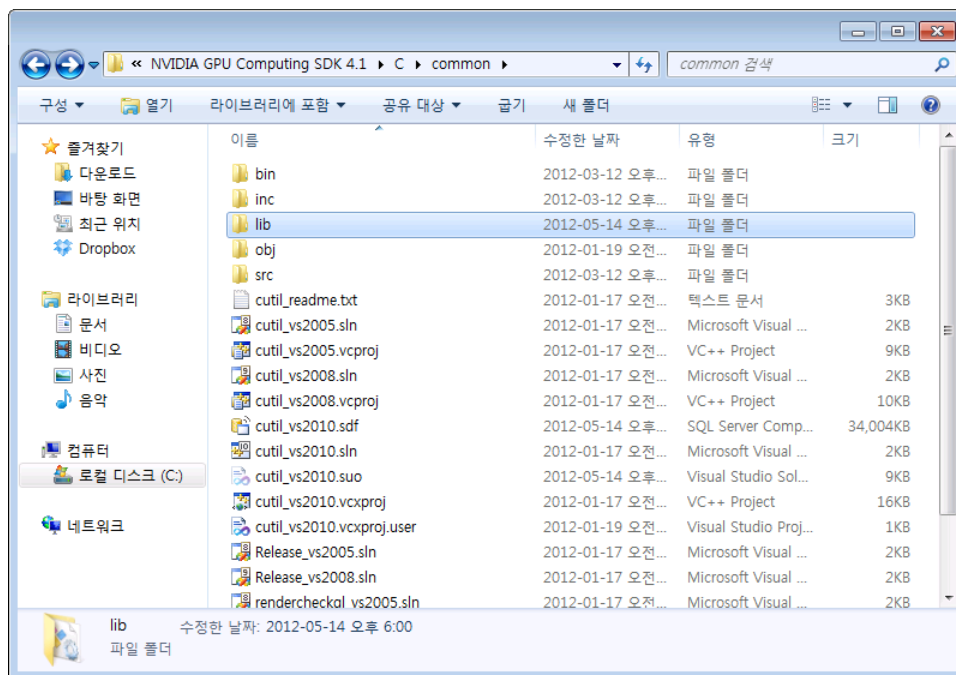 « NVIDIA GPU Computing SDK 4.1 ▸ C ▸ common ▸ common 검색
구성 열기 라이브러리에 포함 공유 대상 굽기 새 폴더
이름 수정한 날짜 유형 크기
즐겨찾기
다운로드
바탕 화면
최근 위치
Dropbox
라이브러리
문서
비디오
사진
음악
컴퓨터
로컬 디스크 (C:)
네트워크
bin 2012-03-12 오후... 파일 폴더
inc 2012-03-12 오후... 파일 폴더
lib 2012-05-14 오후... 파일 폴더
obj 2012-01-19 오전... 파일 폴더
src 2012-03-12 오후... 파일 폴더
cutil_readme.txt 2012-01-17 오전... 텍스트 문서 3KB
cutil_vs2005.sln 2012-01-17 오전... Microsoft Visual ... 2KB
cutil_vs2005.vcproj 2012-01-17 오전... VC++ Project 9KB
cutil_vs2008.sln 2012-01-17 오전... Microsoft Visual ... 2KB
cutil_vs2008.vcproj 2012-01-17 오전... VC++ Project 10KB
cutil_vs2010.sdf 2012-05-14 오후... SQL Server Comp... 34,004KB
cutil_vs2010.sln 2012-01-17 오전... Microsoft Visual ... 2KB
cutil_vs2010.suo 2012-05-14 오후... Visual Studio Sol... 9KB
cutil_vs2010.vcxproj 2012-01-17 오전... VC++ Project 16KB
cutil_vs2010.vcxproj.user 2012-01-19 오전... Visual Studio Proj... 1KB
Release_vs2005.sln 2012-01-17 오전... Microsoft Visual ... 2KB
Release_vs2008.sln 2012-01-17 오전... Microsoft Visual ... 2KB
rendercheckgl_vs2005.sln 2012-01-17 오전... Microsoft Visual ... 2KB
lib 수정한 날짜: 2012-05-14 오후 6:00
파일 폴더